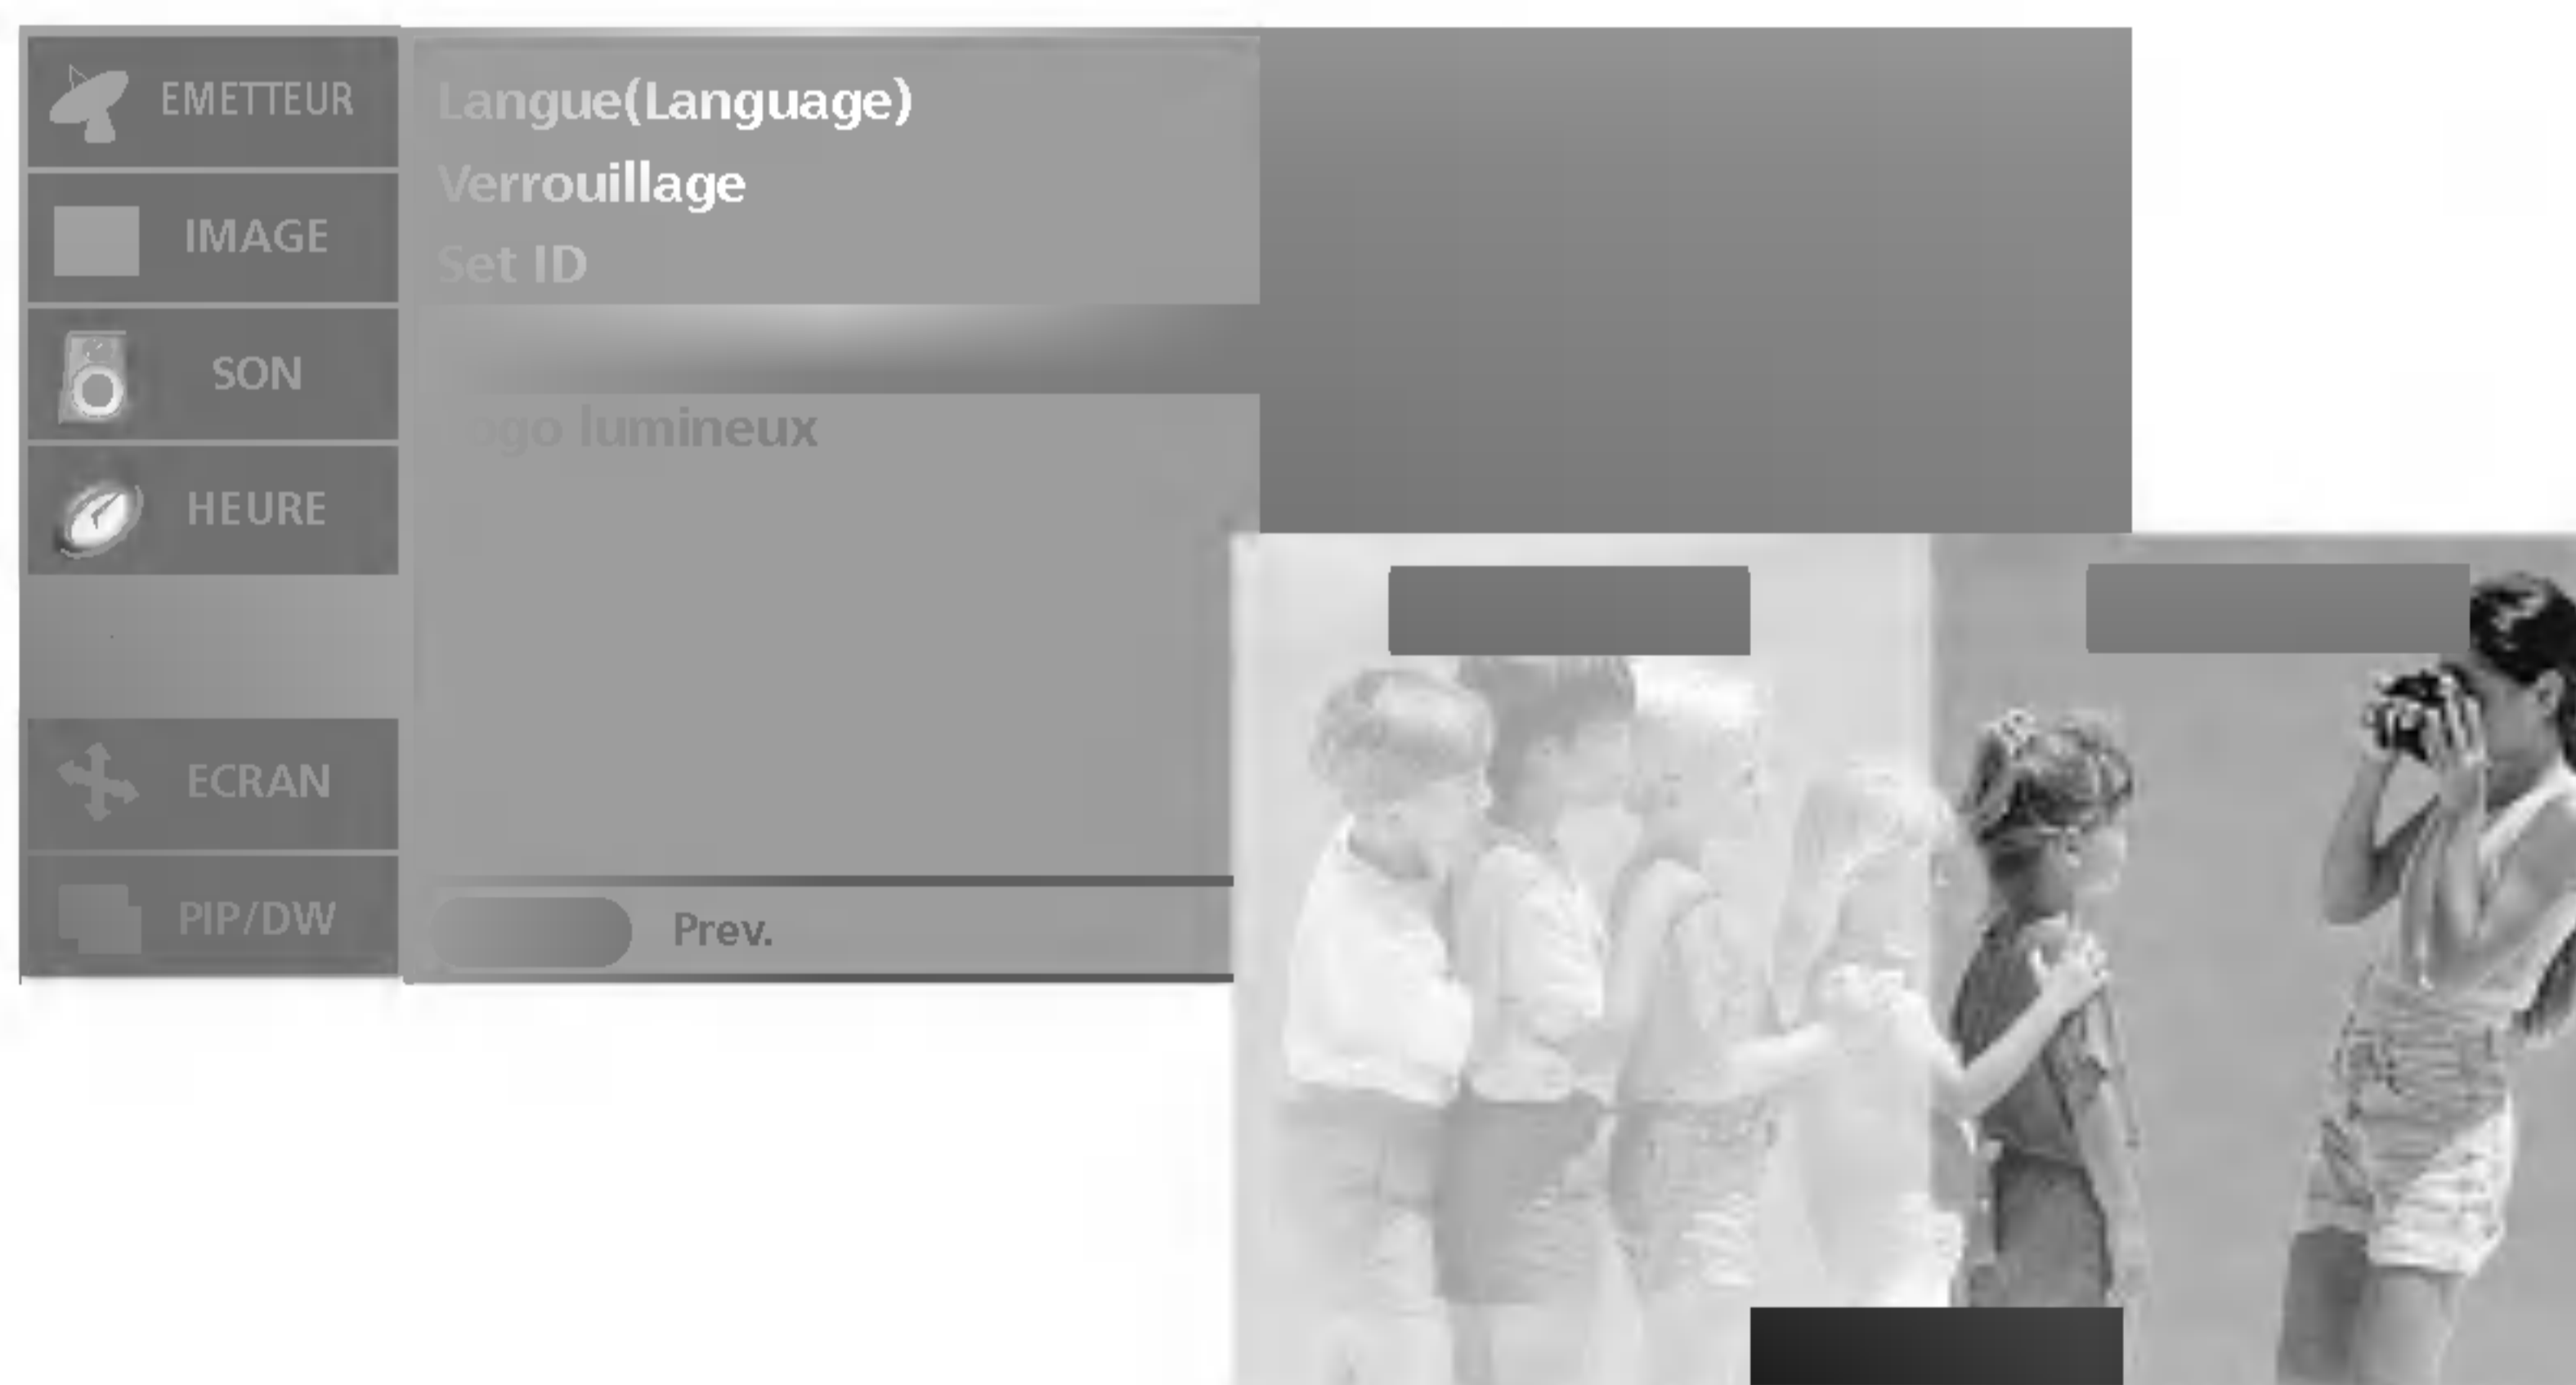 EMETTEUR
IMAGE
SON
HEURE
ECRAN
PIP/DW
Langue(Language)
Verrouillage
Set ID
ogo lumineux
Prev.